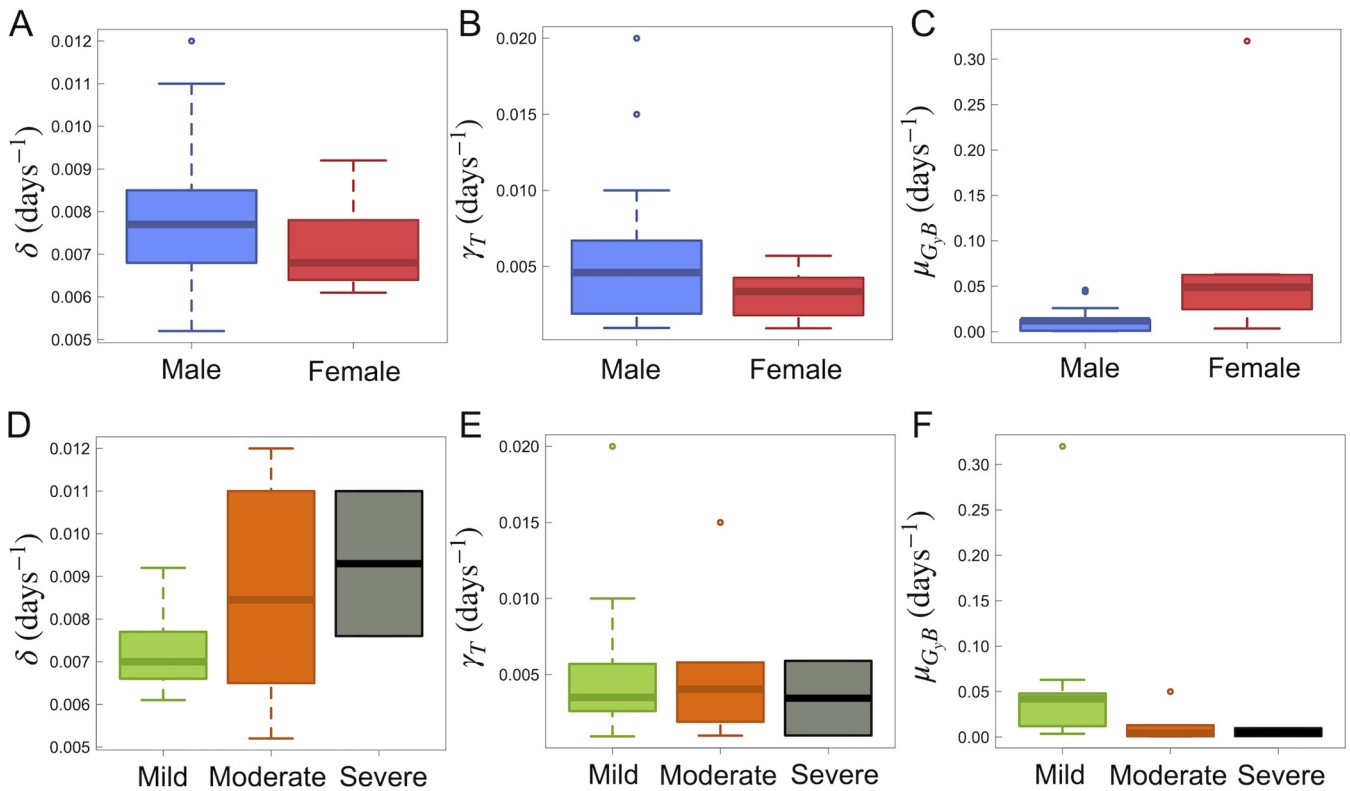 A
δ (days⁻¹)
0.012
0.011
0.010
0.009
0.008
0.007
0.006
0.005
Male
Female
B
γT (days⁻¹)
0.020
0.015
0.010
0.005
Male
Female
C
μGyB (days⁻¹)
0.30
0.25
0.20
0.15
0.10
0.05
0.00
Male
Female
D
δ (days⁻¹)
0.012
0.011
0.010
0.009
0.008
0.007
0.006
0.005
Mild
Moderate
Severe
E
γT (days⁻¹)
0.020
0.015
0.010
0.005
Mild
Moderate
Severe
F
μGyB (days⁻¹)
0.30
0.25
0.20
0.15
0.10
0.05
0.00
Mild
Moderate
Severe